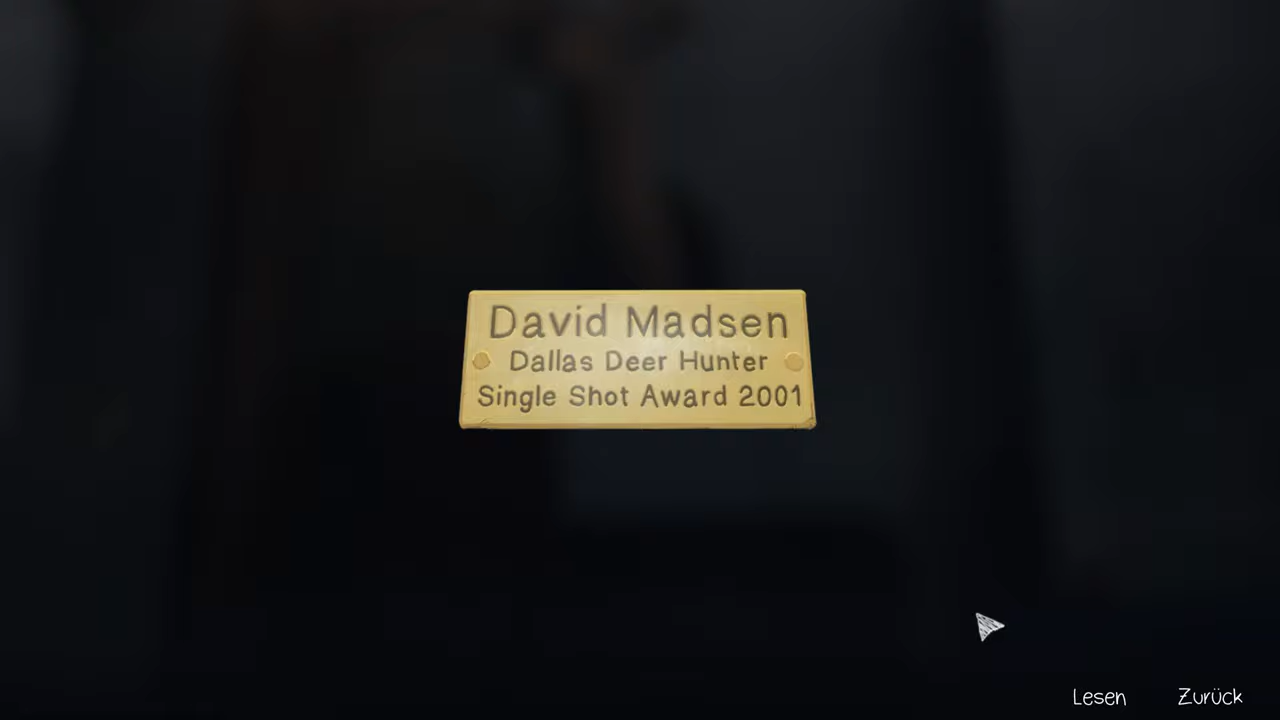 David Madsen
Dallas Deer Hunter
Single Shot Award 2001
Lesen Zurück